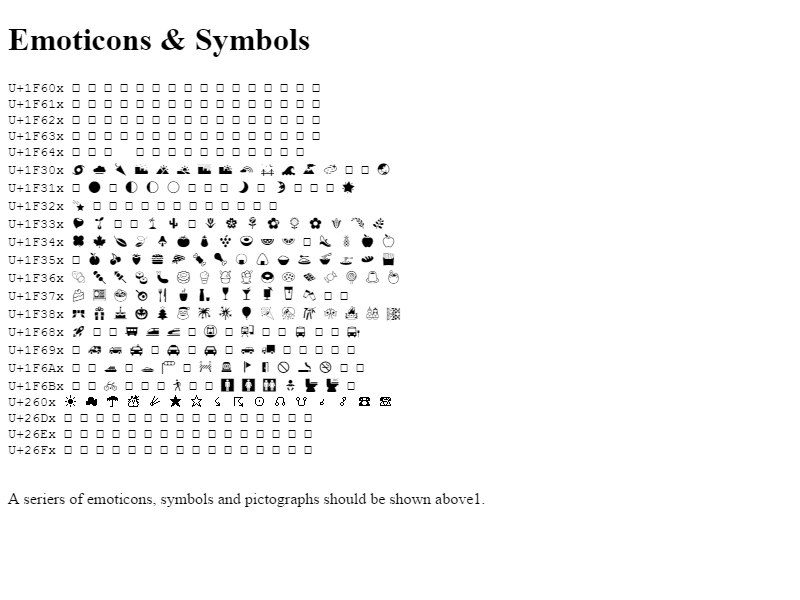 Emoticons & Symbols
U+1F60x
U+1F61x
U+1F62x
U+1F63x
U+1F64x
U+1F30x
U+1F31x
U+1F32x
U+1F33x
U+1F34x
U+1F35x
U+1F36x
U+1F37x
U+1F38x
U+1F68x
U+1F69x
U+1F6Ax
U+1F6Bx
U+260x
U+26Dx
U+26Ex
U+26Fx
A seriers of emoticons, symbols and pictographs should be shown above1.